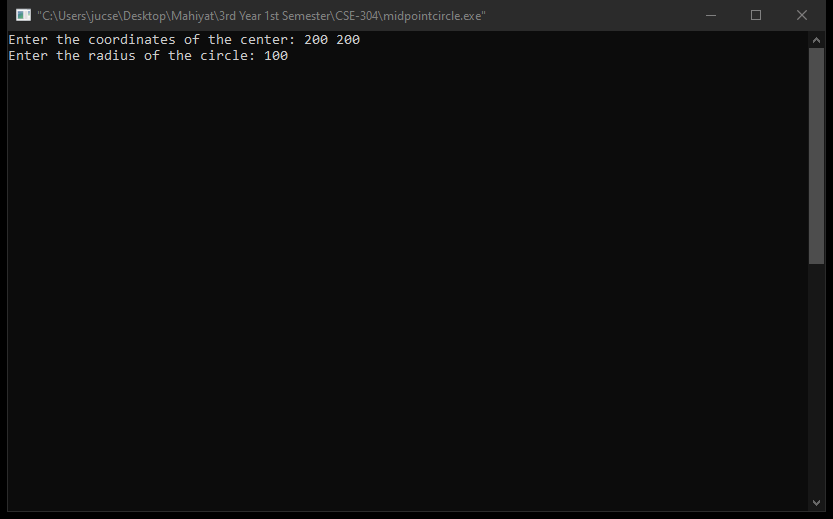 "C:\Users\jucse\Desktop\Mahiyat\3rd Year 1st Semester\CSE-304\midpointcircle.exe"
Enter the coordinates of the center: 200 200
Enter the radius of the circle: 100